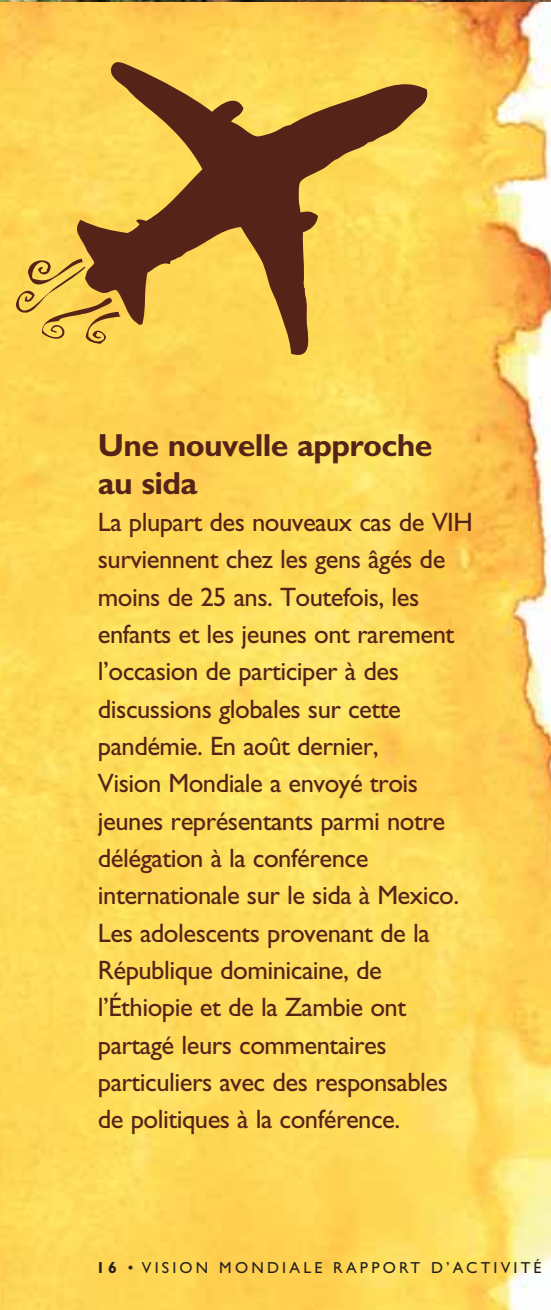 Une nouvelle approche
au sida
La plupart des nouveaux cas de VIH
surviennent chez les gens âgés de
moins de 25 ans. Toutefois, les
enfants et les jeunes ont rarement
l’occasion de participer à des
discussions globales sur cette
pandémie. En août dernier,
Vision Mondiale a envoyé trois
jeunes représentants parmi notre
délégation à la conférence
internationale sur le sida à Mexico.
Les adolescents provenant de la
République dominicaine, de
l’Éthiopie et de la Zambie ont
partagé leurs commentaires
particuliers avec des responsables
de politiques à la conférence.
16 • VISION MONDIALE RAPPORT D’ACTIVITÉ